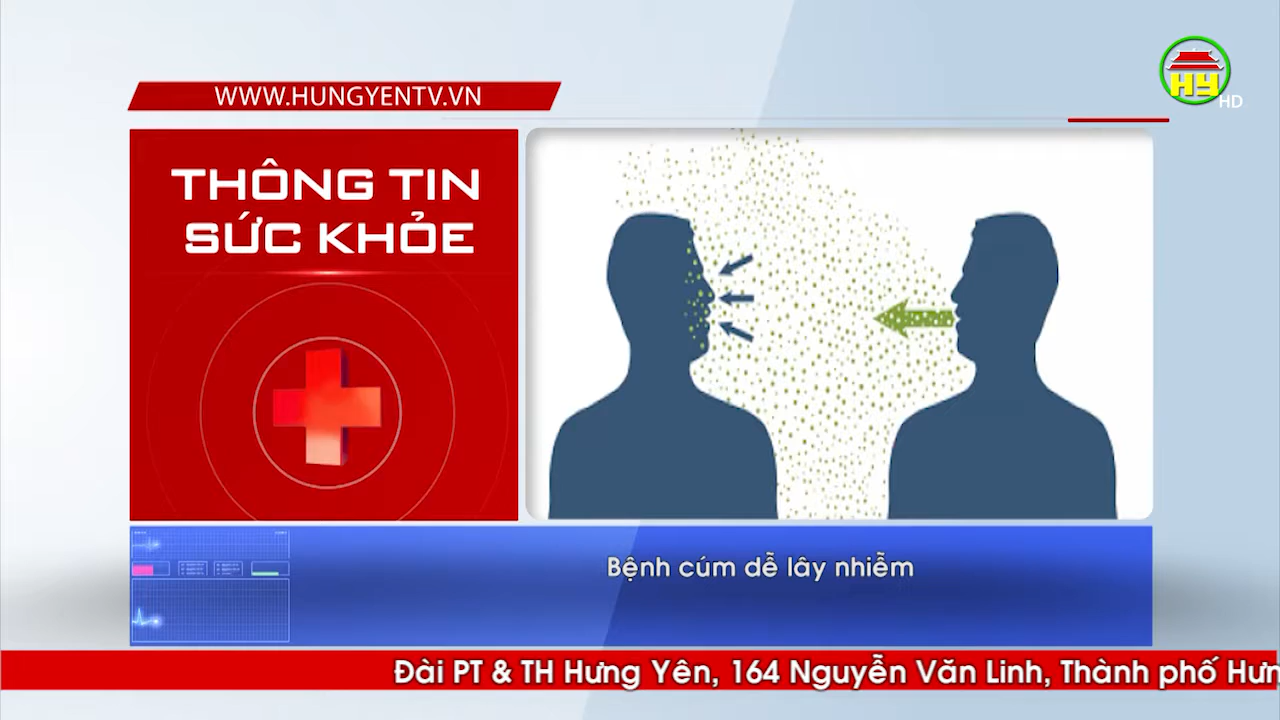 WWW.HUNGYENTV.VN
HY
HD
THÔNG TIN
SỨC KHỎE
Bệnh cúm dễ lây nhiễm
Đài PT & TH Hưng Yên, 164 Nguyễn Văn Linh, Thành phố